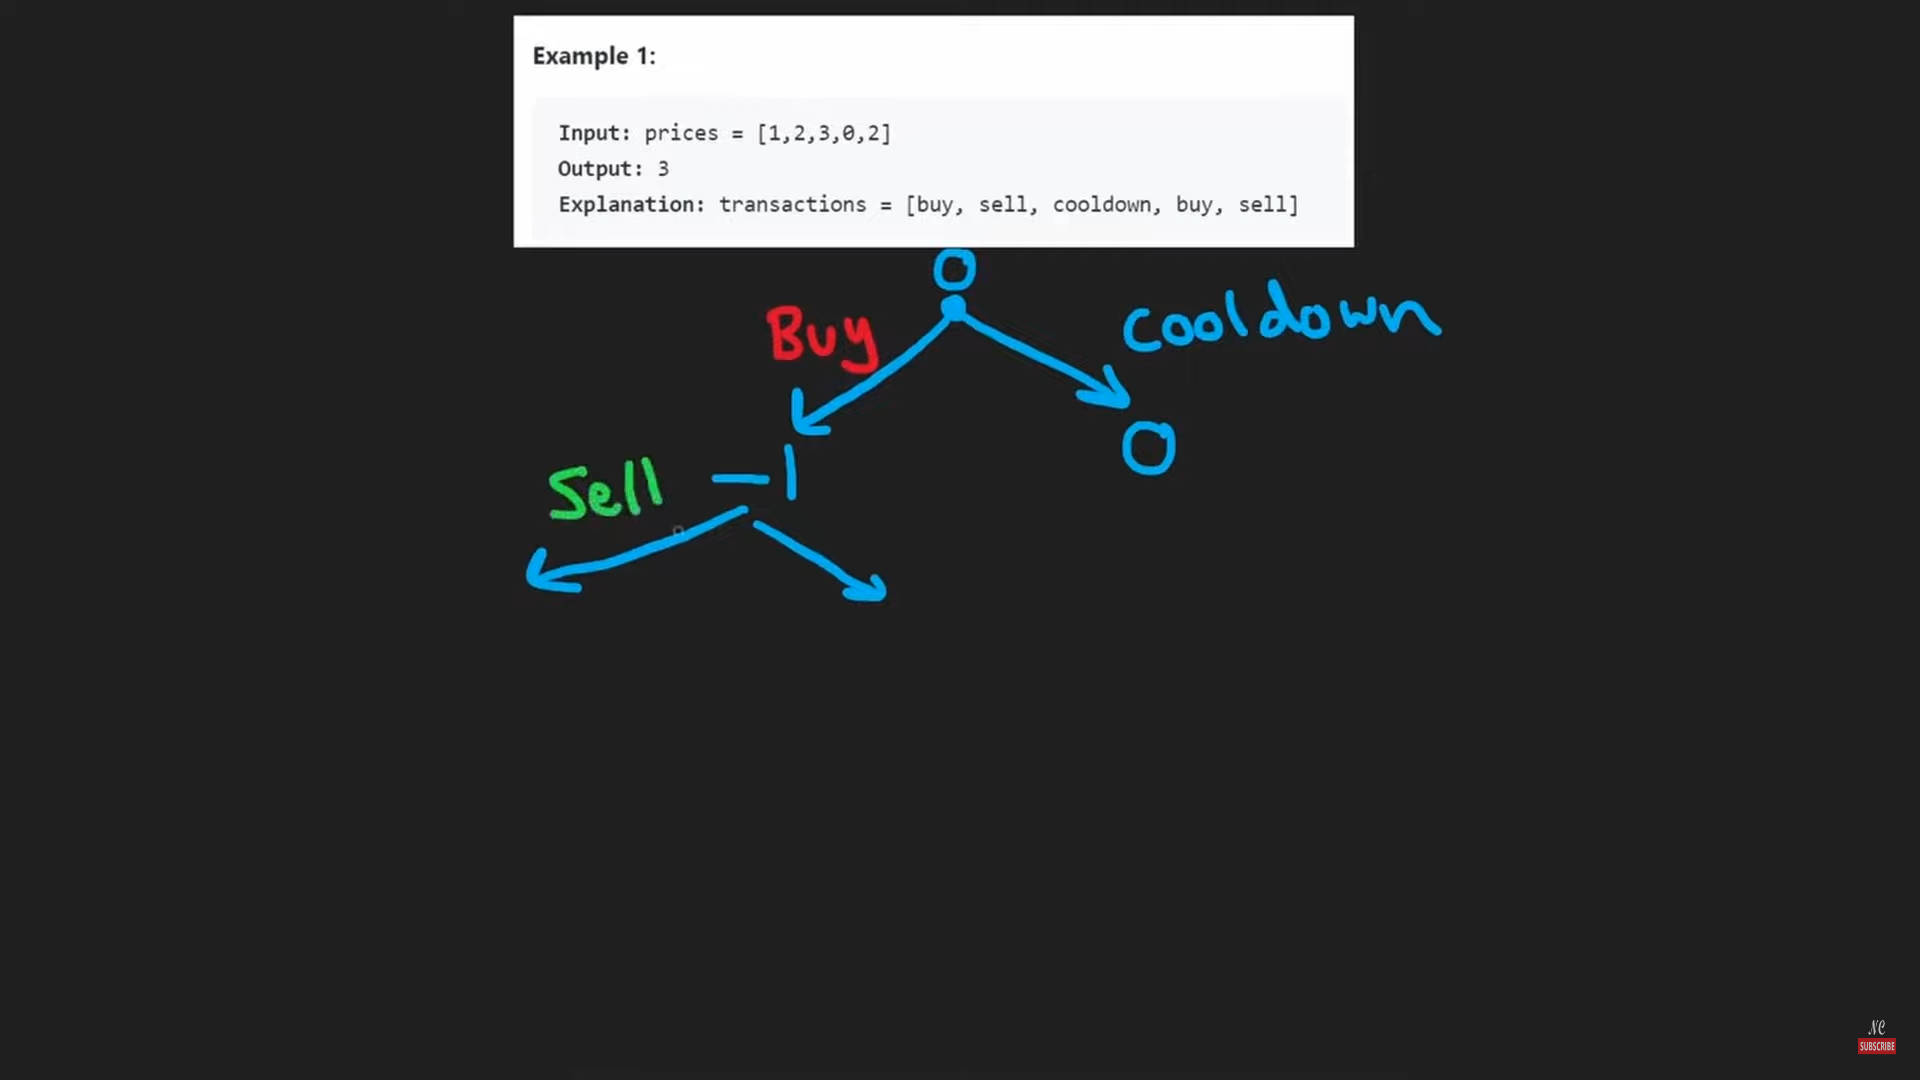 Example 1:
Input: prices = [1,2,3,0,2]
Output: 3
Explanation: transactions = [buy, sell, cooldown, buy, sell]
0
Buy
Cooldown
0
Sell
-1
NC
SUBSCRIBE